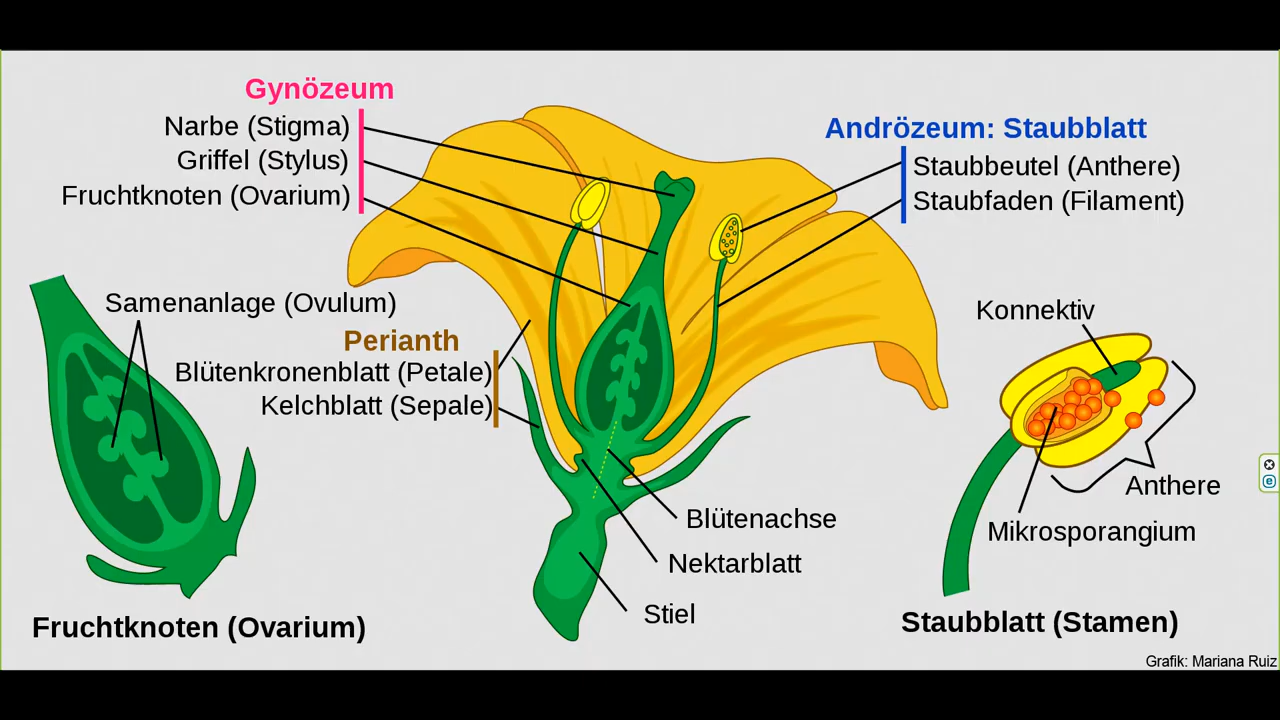 Gynözeum
Narbe (Stigma)
Griffel (Stylus)
Fruchtknoten (Ovarium)
Andrözeum: Staubblatt
Staubbeutel (Anthere)
Staubfaden (Filament)
Samenanlage (Ovulum)
Perianth
Blütenkronenblatt (Petale)
Kelchblatt (Sepale)
Konnektiv
Anthere
Mikrosporangium
Blütenachse
Nektarblatt
Stiel
Fruchtknoten (Ovarium)
Staubblatt (Stamen)
Grafik: Mariana Ruiz